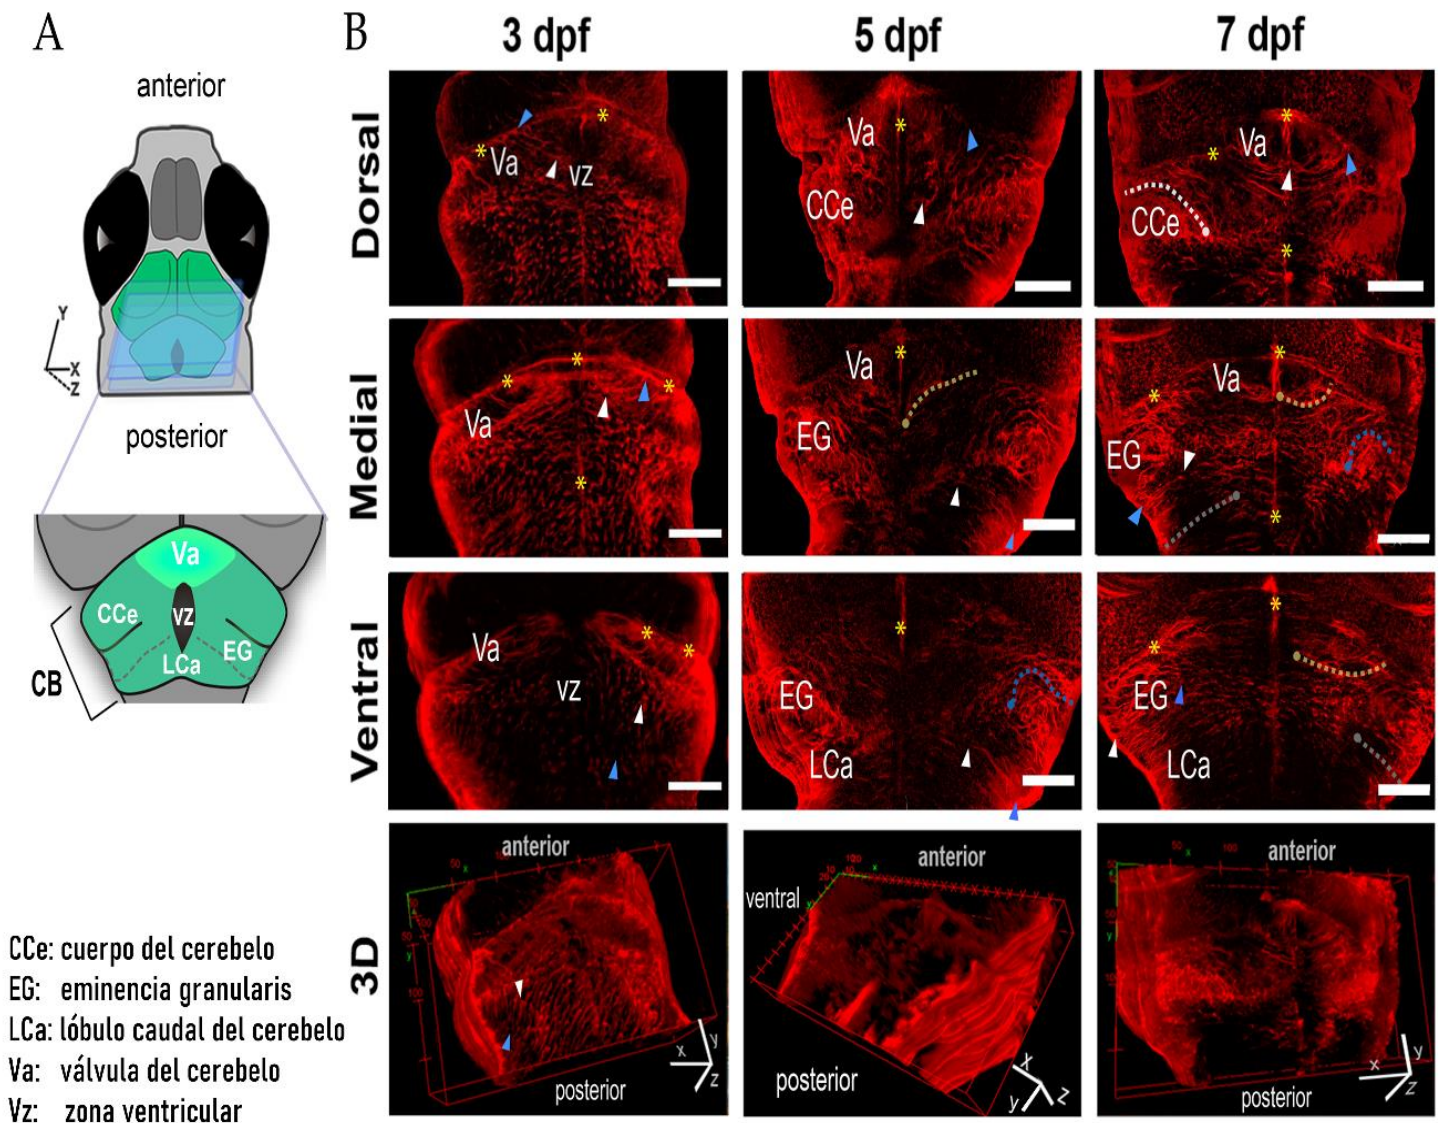 A
B
3 dpf
5 dpf
7 dpf
anterior
Y
X
Z
posterior
Va
CCe
vz
EG
LCa
CB
Dorsal
Va
vz
Va
CCe
Va
CCe
Medial
Va
Va
EG
Va
EG
Ventral
Va
vz
EG
LCa
EG
LCa
3D
anterior
posterior
x
y
z
anterior
ventral
posterior
x
y
z
anterior
posterior
x
y
z
CCe: cuerpo del cerebelo
EG: eminencia granularis
LCa: lóbulo caudal del cerebelo
Va: válvula del cerebelo
Vz: zona ventricular